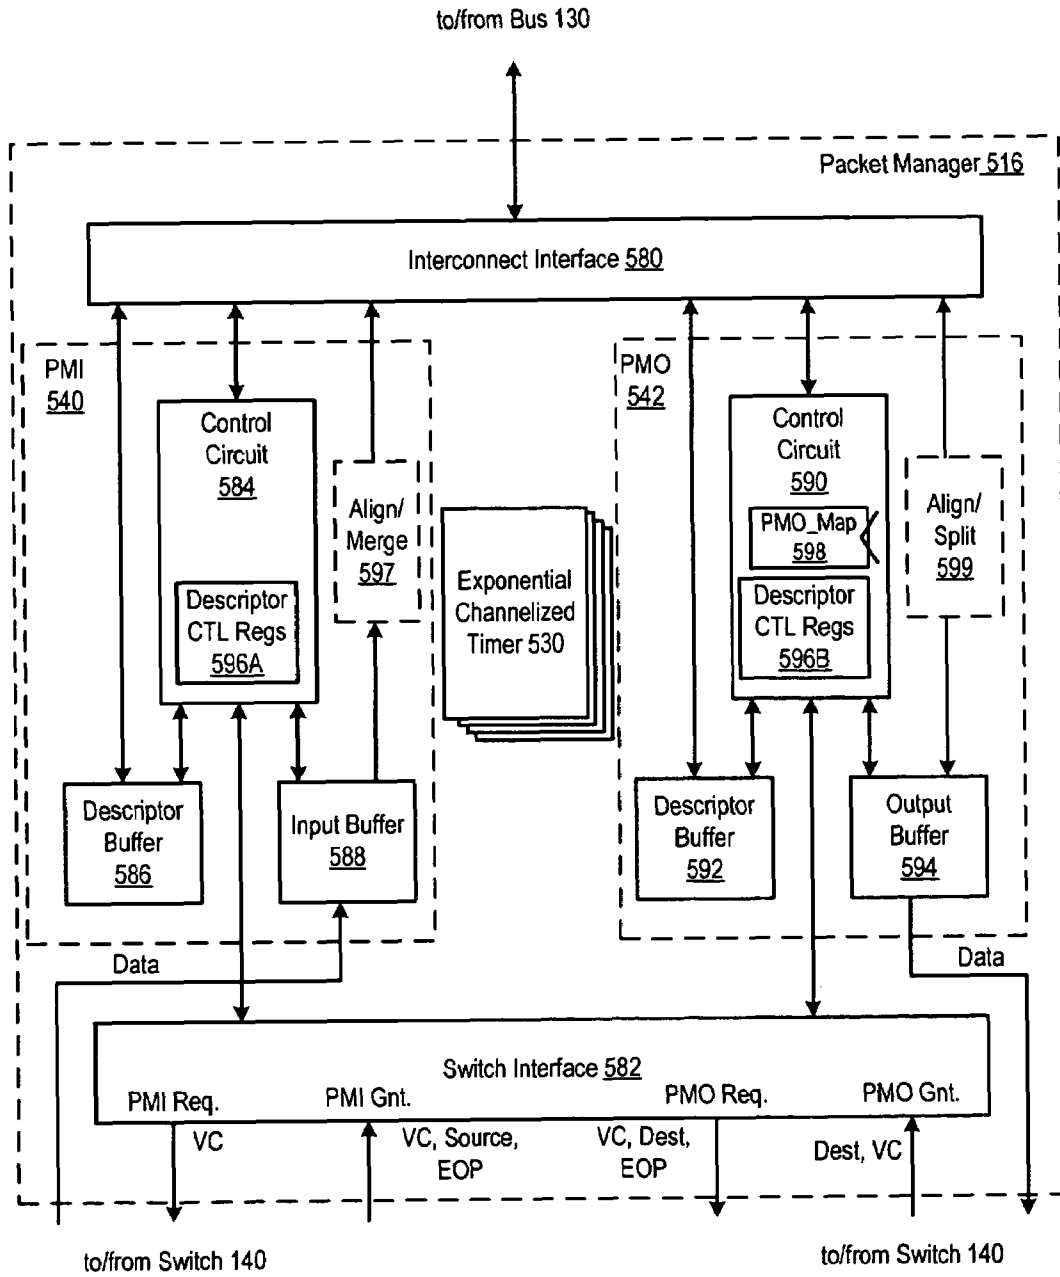 to/from Bus 130
Packet Manager 516
Interconnect Interface 580
PMI
540
Control
Circuit
584
Descriptor
CTL Regs
596A
Align/
Merge
597
Exponential
Channelized
Timer 530
PMO
542
Control
Circuit
590
PMO_Map
598
Descriptor
CTL Regs
596B
Align/
Split
599
Descriptor
Buffer
586
Input Buffer
588
Descriptor
Buffer
592
Output
Buffer
594
Data
Data
Switch Interface 582
PMI Req.
PMI Gnt.
PMO Req.
PMO Gnt.
VC
VC, Source,
EOP
VC, Dest,
EOP
Dest, VC
to/from Switch 140
to/from Switch 140